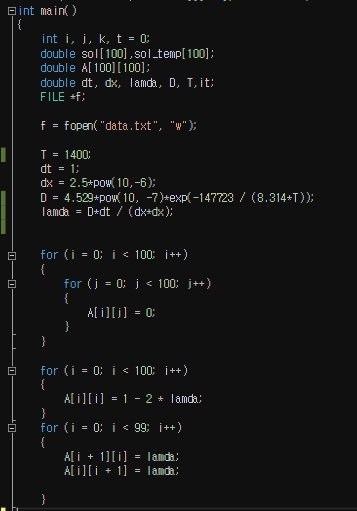 int main()
{
int i, j, k, t = 0;
double sol[100],sol_temp[100];
double A[100][100];
double dt, dx, lamda, D, T,it;
FILE *f;
f = fopen("data.txt", "w");
T = 1400;
dt = 1;
dx = 2.5*pow(10,-6);
D = 4.529*pow(10, -7)*exp(-147723 / (8.314*T));
lamda = D*dt / (dx*dx);
for (i = 0; i < 100; i++)
{
for (j = 0; j < 100; j++)
{
A[i][j] = 0;
}
}
for (i = 0; i < 100; i++)
{
A[i][i] = 1 - 2 * lamda;
}
for (i = 0; i < 99; i++)
{
A[i + 1][i] = lamda;
A[i][i + 1] = lamda;
}